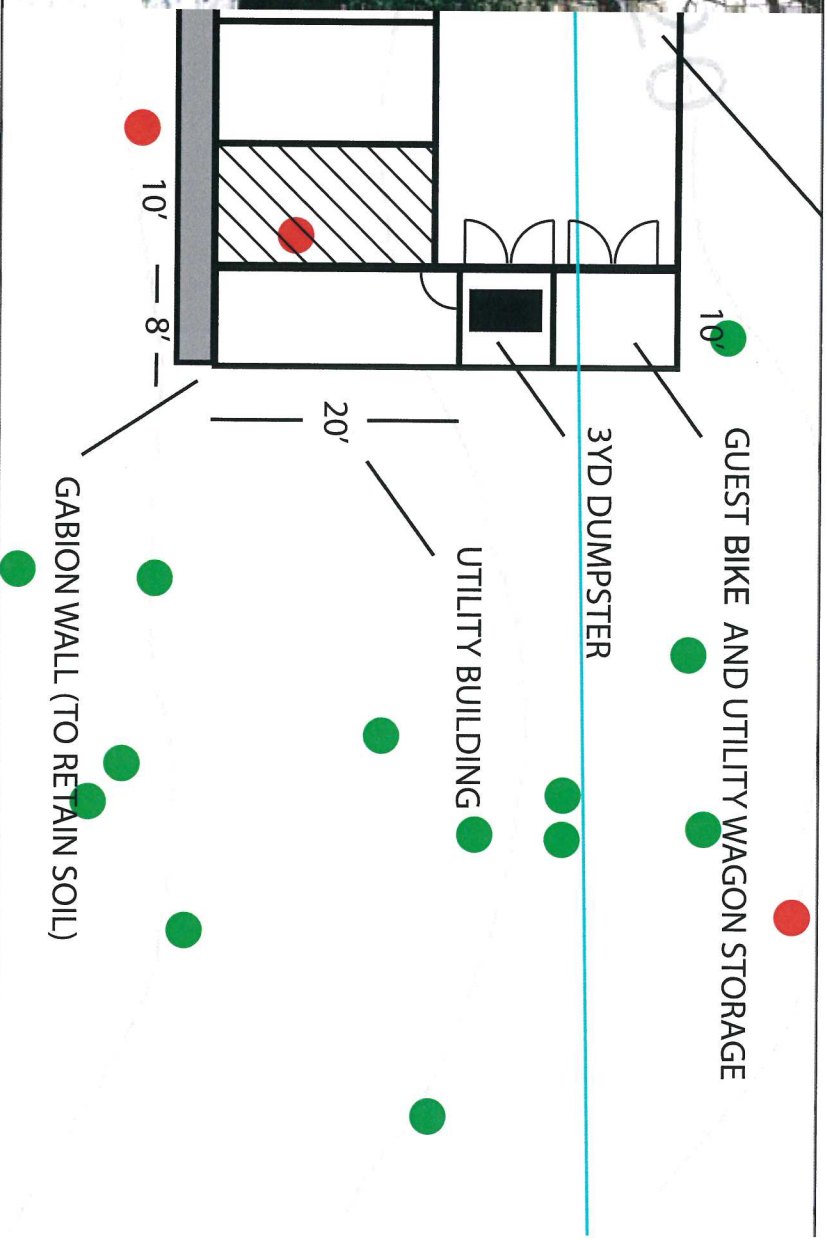 10'
GUEST BIKE AND UTILITY WAGON STORAGE
3YD DUMPSTER
UTILITY BUILDING
20'
10'
8'
GABION WALL (TO RETAIN SOIL)